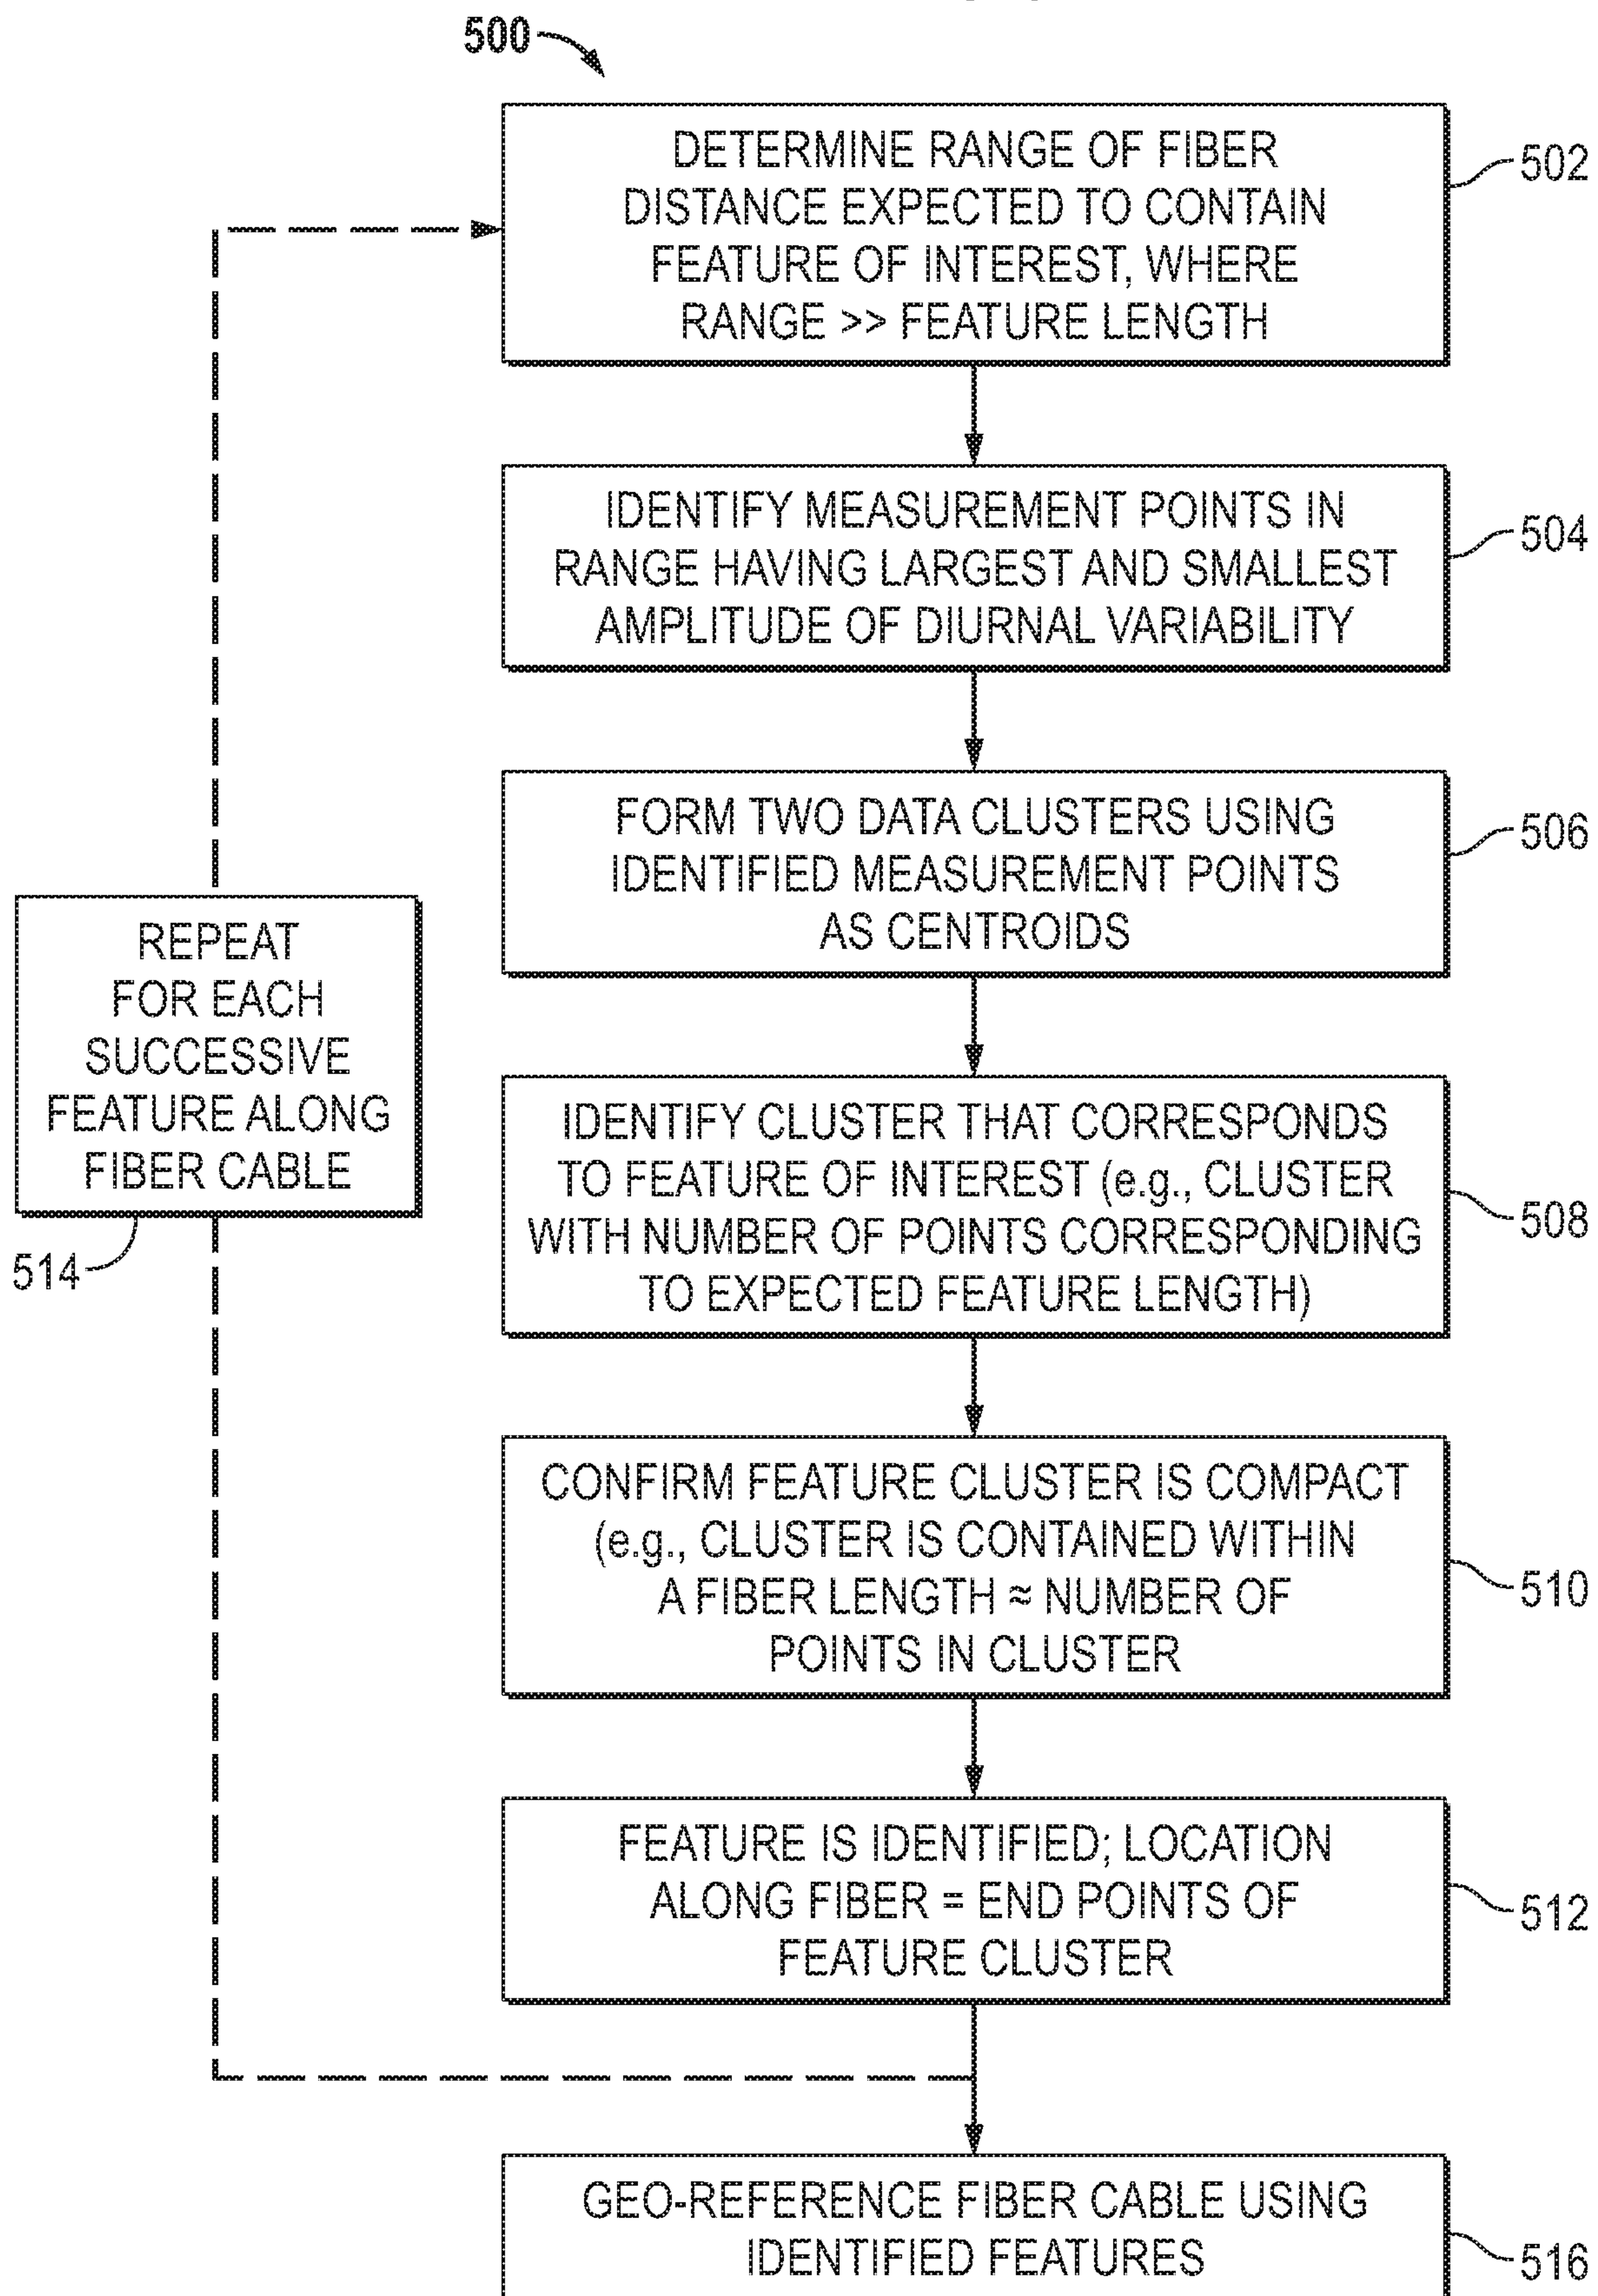 500
DETERMINE RANGE OF FIBER
DISTANCE EXPECTED TO CONTAIN
FEATURE OF INTEREST, WHERE
RANGE >> FEATURE LENGTH
502
IDENTIFY MEASUREMENT POINTS IN
RANGE HAVING LARGEST AND SMALLEST
AMPLITUDE OF DIURNAL VARIABILITY
504
FORM TWO DATA CLUSTERS USING
IDENTIFIED MEASUREMENT POINTS
AS CENTROIDS
506
REPEAT
FOR EACH
SUCCESSIVE
FEATURE ALONG
FIBER CABLE
514
IDENTIFY CLUSTER THAT CORRESPONDS
TO FEATURE OF INTEREST (e.g., CLUSTER
WITH NUMBER OF POINTS CORRESPONDING
TO EXPECTED FEATURE LENGTH)
508
CONFIRM FEATURE CLUSTER IS COMPACT
(e.g., CLUSTER IS CONTAINED WITHIN
A FIBER LENGTH ≈ NUMBER OF
POINTS IN CLUSTER
510
FEATURE IS IDENTIFIED; LOCATION
ALONG FIBER = END POINTS OF
FEATURE CLUSTER
512
GEO-REFERENCE FIBER CABLE USING
IDENTIFIED FEATURES
516